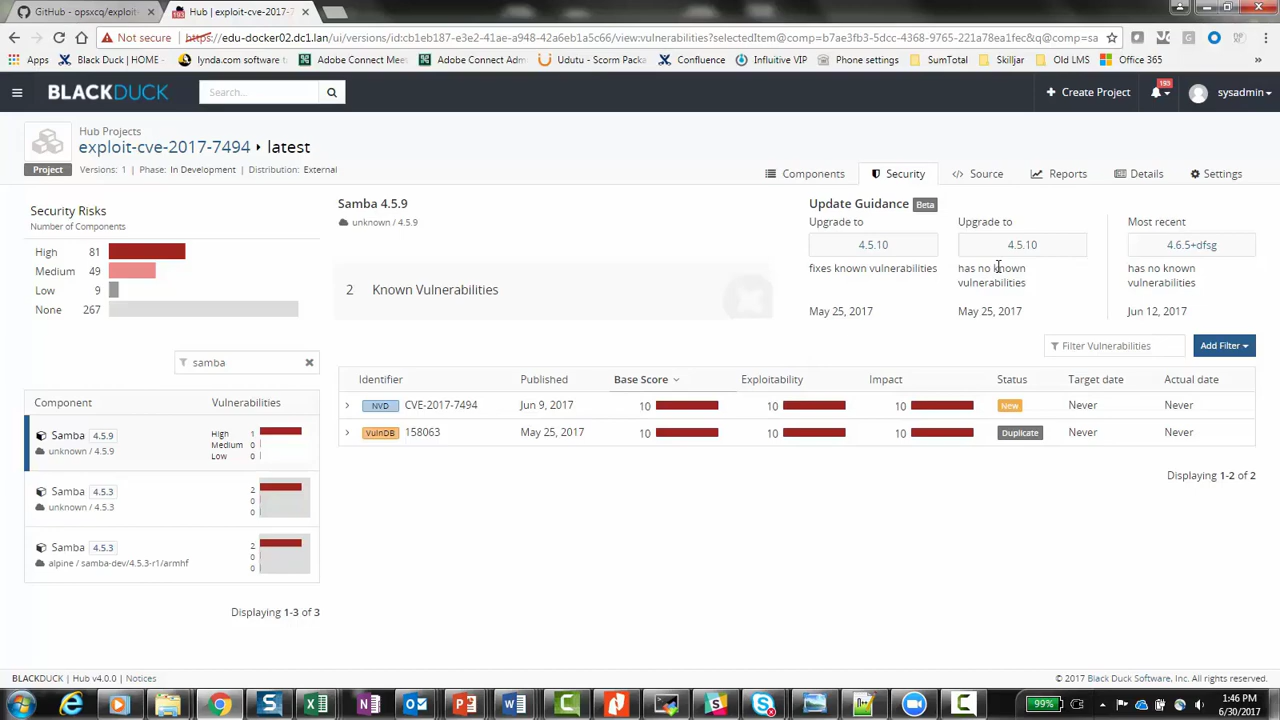 GitHub - opsxcq/exploit-
Hub | exploit-cve-2017-7
193
Not secure
https://edu-docker02.dc1.lan/ui/versions/id:cb1eb187-e3e2-41ae-a948-42a6eb1a5c66/view:vulnerabilities?selectedItem@comp=b7ae3fb3-5dcc-4368-9765-221a78ea1fec&q@comp=sa
Apps
Black Duck | HOME -
lynda.com software t
Adobe Connect Meet
Adobe Connect Adm
Udutu - Scorm Packa
Confluence
Influitive VIP
Phone settings
SumTotal
Skilljar
Old LMS
Office 365
»
BLACKDUCK
Search...
+ Create Project
193
sysadmin
Hub Projects
exploit-cve-2017-7494 ▸ latest
Project
Versions: 1 | Phase: In Development | Distribution: External
Components
Security
Source
Reports
Details
Settings
Security Risks
Number of Components
High 81
Medium 49
Low 9
None 267
samba
Component
Vulnerabilities
Samba 4.5.9
unknown / 4.5.9
High 1
Medium 0
Low 0
Samba 4.5.3
unknown / 4.5.3
2
0
0
Samba 4.5.3
alpine / samba-dev/4.5.3-r1/armhf
2
0
0
Displaying 1-3 of 3
Samba 4.5.9
unknown / 4.5.9
2 Known Vulnerabilities
Update Guidance Beta
Upgrade to
4.5.10
fixes known vulnerabilities
May 25, 2017
Upgrade to
4.5.10
has no known
vulnerabilities
May 25, 2017
Most recent
4.6.5+dfsg
has no known
vulnerabilities
Jun 12, 2017
Filter Vulnerabilities
Add Filter
Identifier Published Base Score Exploitability Impact Status Target date Actual date
NVD CVE-2017-7494 Jun 9, 2017 10 10 10 New Never Never
VulnDB 158063 May 25, 2017 10 10 10 Duplicate Never Never
Displaying 1-2 of 2
BLACKDUCK | Hub v4.0.0 | Notices
© 2017 Black Duck Software, Inc. All rights reserved.
99%
1:46 PM
6/30/2017